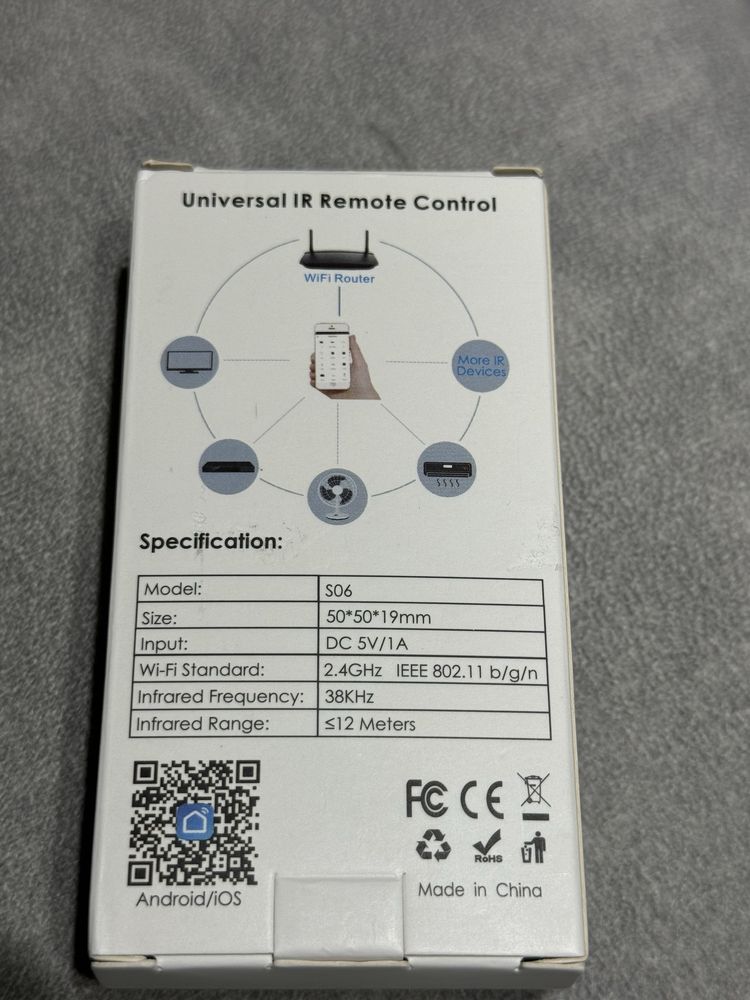 Universal IR Remote Control
WiFi Router
More IR
Devices
Specification:
Model: S06
Size: 50*50*19mm
Input: DC 5V/1A
Wi-Fi Standard: 2.4GHz IEEE 802.11 b/g/n
Infrared Frequency: 38KHz
Infrared Range: ≤12 Meters
FC CE
RoHS
Android/iOS
Made in China